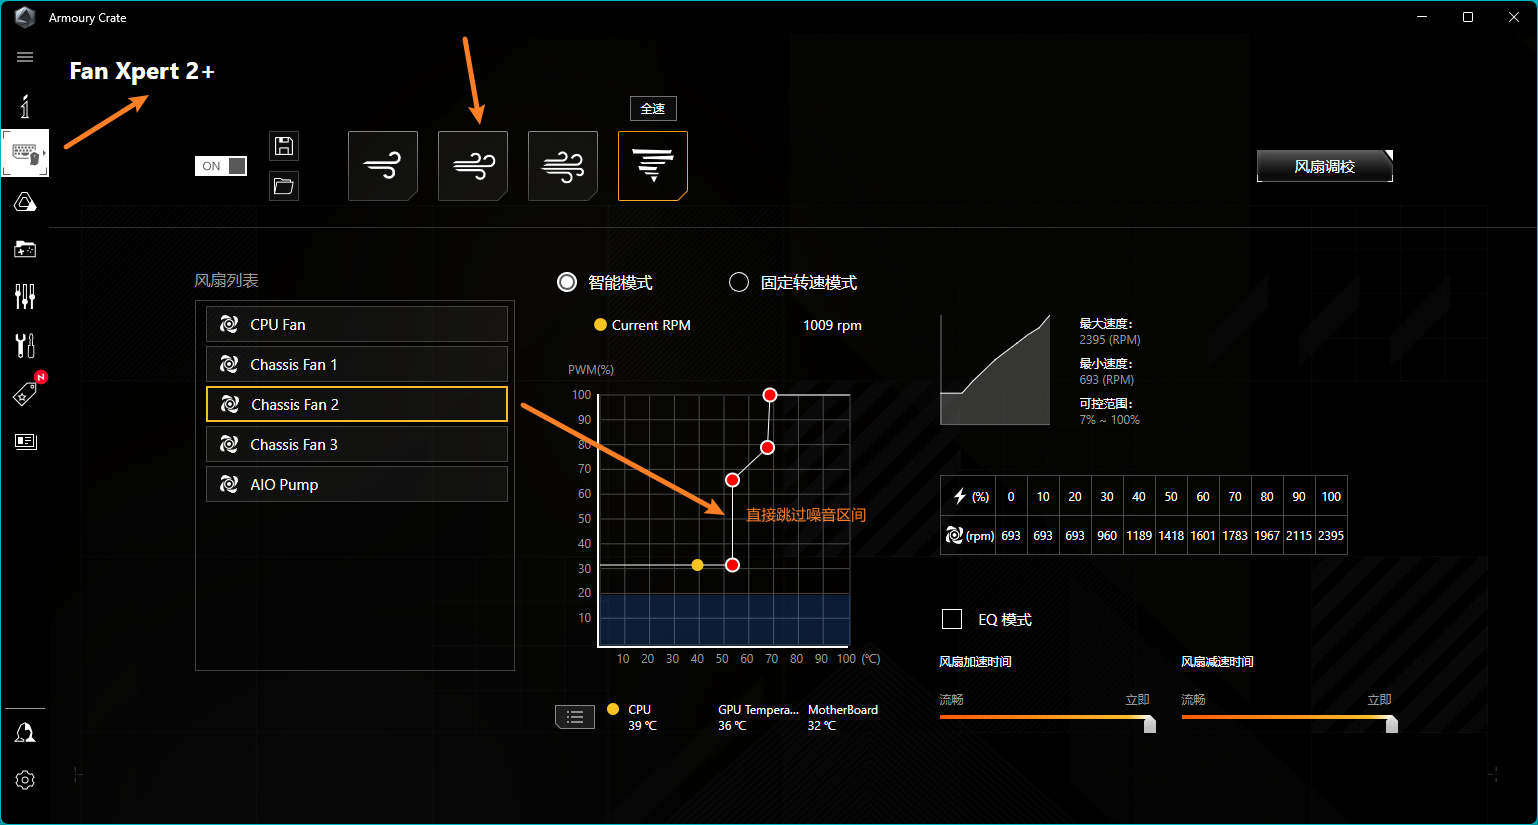 Armoury Crate
Fan Xpert 2+
全速
ON
风扇调校
风扇列表
CPU Fan
Chassis Fan 1
Chassis Fan 2
Chassis Fan 3
AIO Pump
智能模式
固定转速模式
Current RPM
1009 rpm
PWM(%)
100
90
80
70
60
50
40
30
20
10
直接跳过噪音区间
10 20 30 40 50 60 70 80 90 100 (℃)
CPU
39 ℃
GPU Tempera...
36 ℃
MotherBoard
32 ℃
最大速度:
2395 (RPM)
最小速度:
693 (RPM)
可控范围:
7% ~ 100%
(%) 0 10 20 30 40 50 60 70 80 90 100
(rpm) 693 693 693 960 1189 1418 1601 1783 1967 2115 2395
EQ 模式
风扇加速时间
流畅 立即
风扇减速时间
流畅 立即
N